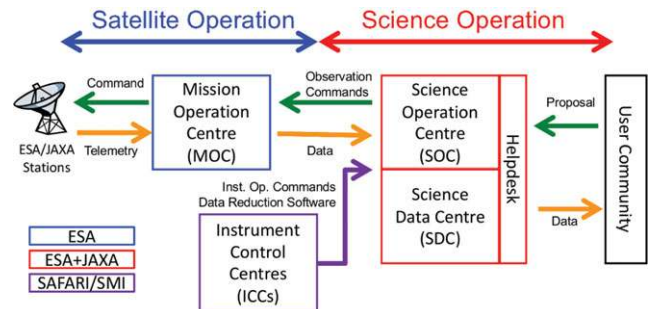 Satellite Operation
Science Operation
Command
Telemetry
ESA/JAXA
Stations
Mission
Operation
Centre
(MOC)
Observation
Commands
Data
Science
Operation
Centre
(SOC)
Helpdesk
Proposal
User Community
Inst. Op. Commands
Data Reduction Software
Science
Data Centre
(SDC)
Data
Instrument
Control
Centres
(ICCs)
ESA
ESA+JAXA
SAFARI/SMI